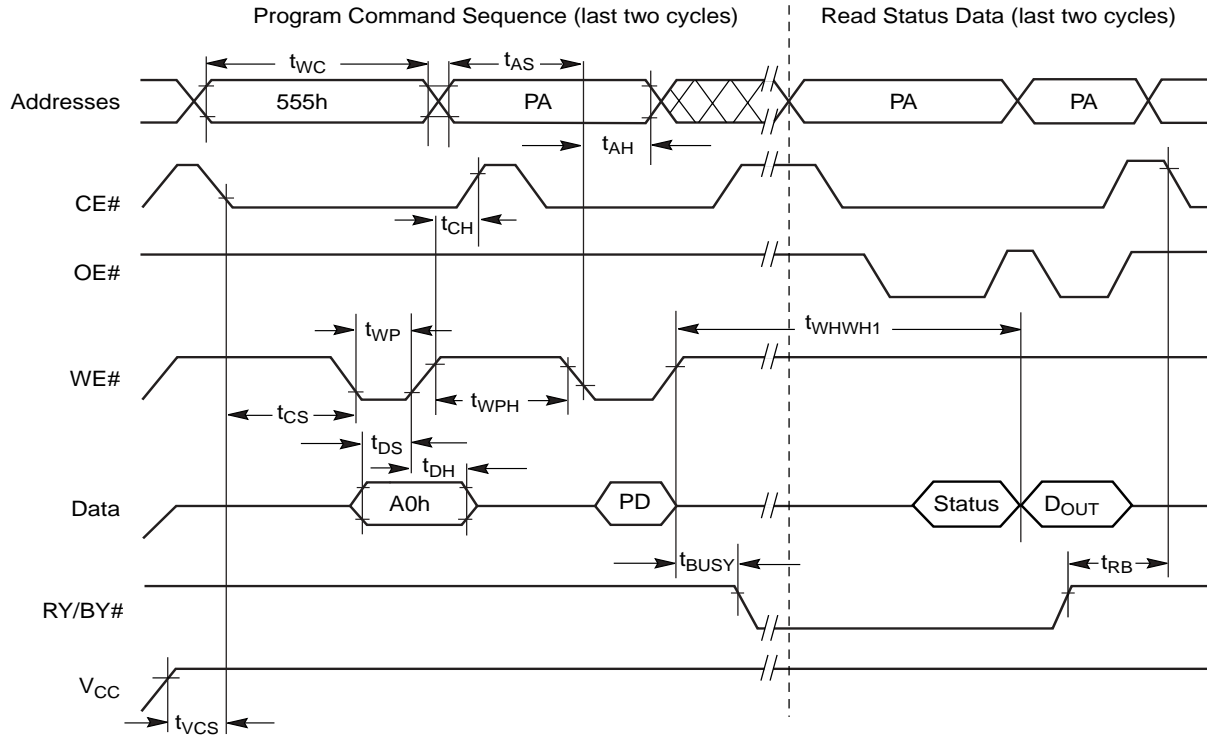 Program Command Sequence (last two cycles) Read Status Data (last two cycles)
tWC tAS
Addresses 555h PA PA PA
tAH
CE#
tCH
OE#
tWP tWHWH1
WE#
tCS tWPH
tDS
tDH
Data A0h PD Status DOUT
tBUSY tRB
RY/BY#
VCC
tVCS